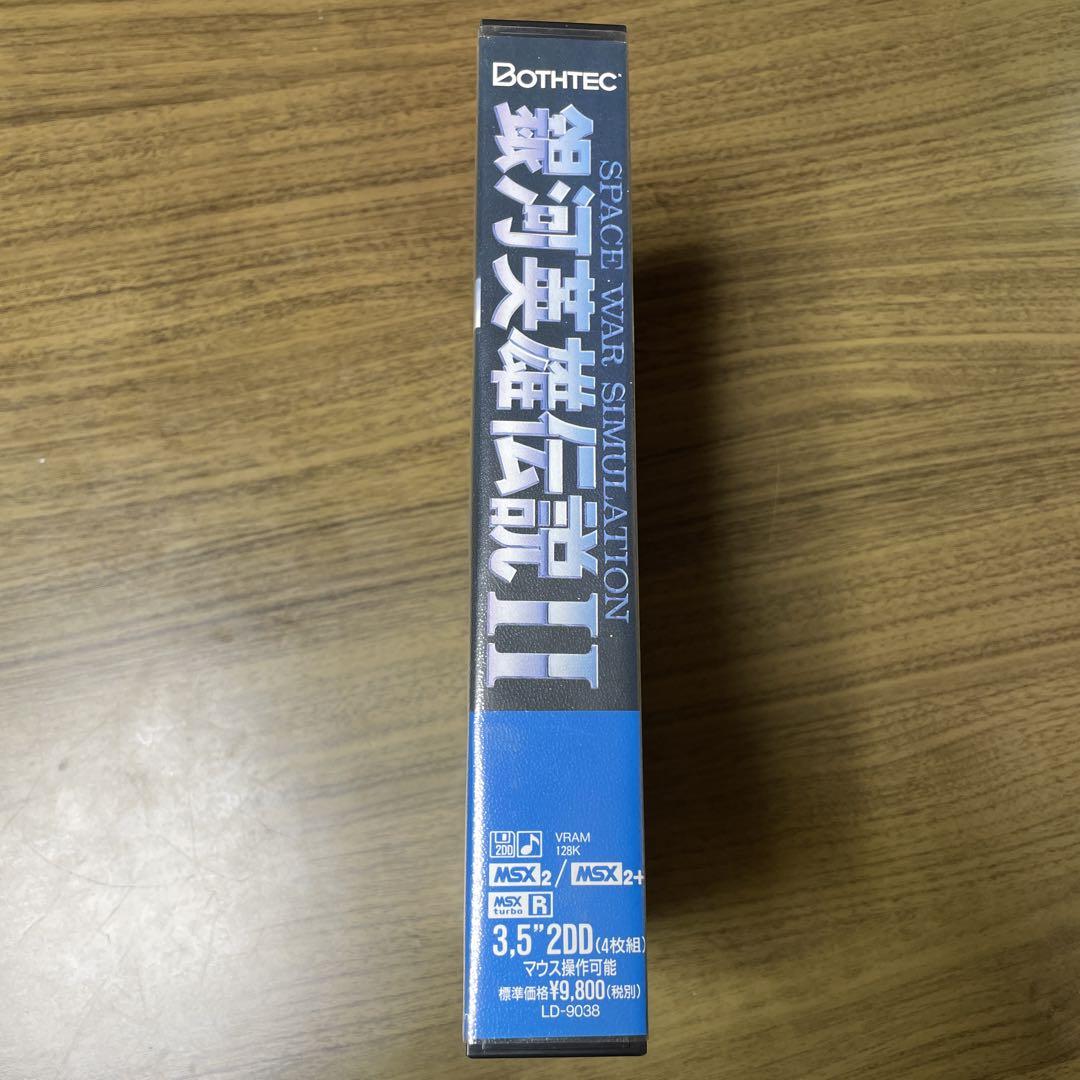 BOTHTEC
銀河英雄伝説II
SPACE WAR SIMULATION
2DD
VRAM
128K
MSX2/MSX2+
MSX turbo R
3,5"2DD(4枚組)
マウス操作可能
標準価格¥9,800(税別)
LD-9038